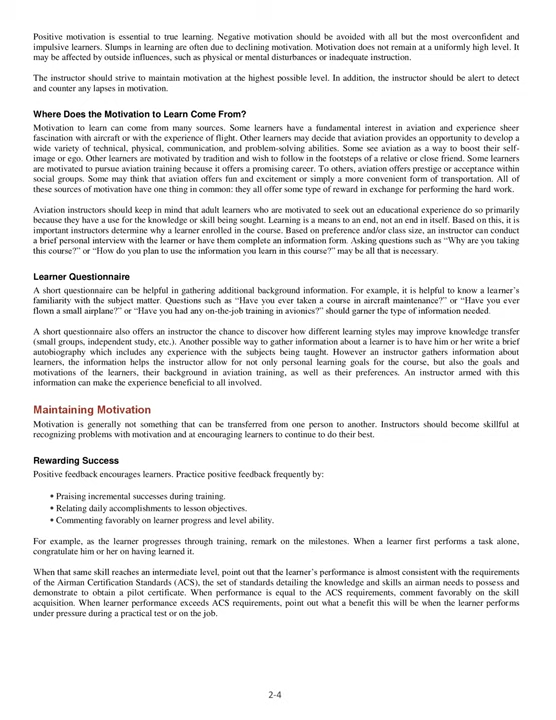 Positive motivation is essential to true learning. Negative motivation should be avoided with all but the most overconfident and
impulsive learners. Slumps in learning are often due to declining motivation. Motivation does not remain at a uniformly high level. It
may be affected by outside influences, such as physical or mental disturbances or inadequate instruction.
The instructor should strive to maintain motivation at the highest possible level. In addition, the instructor should be alert to detect
and counter any lapses in motivation.
Where Does the Motivation to Learn Come From?
Motivation to learn can come from many sources. Some learners have a fundamental interest in aviation and experience sheer
fascination with aircraft or with the experience of flight. Other learners may decide that aviation provides an opportunity to develop a
wide variety of technical, physical, communication, and problem-solving abilities. Some see aviation as a way to boost their self-
image or ego. Other learners are motivated by tradition and wish to follow in the footsteps of a relative or close friend. Some learners
are motivated to pursue aviation training because it offers a promising career. To others, aviation offers prestige or acceptance within
social groups. Some may think that aviation offers fun and excitement or simply a more convenient form of transportation. All of
these sources of motivation have one thing in common: they all offer some type of reward in exchange for performing the hard work.
Aviation instructors should keep in mind that adult learners who are motivated to seek out an educational experience do so primarily
because they have a use for the knowledge or skill being sought. Learning is a means to an end, not an end in itself. Based on this, it is
important instructors determine why a learner enrolled in the course. Based on preference and/or class size, an instructor can conduct
a brief personal interview with the learner or have them complete an information form. Asking questions such as “Why are you taking
this course?” or “How do you plan to use the information you learn in this course?” may be all that is necessary.
Learner Questionnaire
A short questionnaire can be helpful in gathering additional background information. For example, it is helpful to know a learner’s
familiarity with the subject matter. Questions such as “Have you ever taken a course in aircraft maintenance?” or “Have you ever
flown a small airplane?” or “Have you had any on-the-job training in avionics?” should garner the type of information needed.
A short questionnaire also offers an instructor the chance to discover how different learning styles may improve knowledge transfer
(small groups, independent study, etc.). Another possible way to gather information about a learner is to have him or her write a brief
autobiography which includes any experience with the subjects being taught. However an instructor gathers information about
learners, the information helps the instructor allow for not only personal learning goals for the course, but also the goals and
motivations of the learners, their background in aviation training, as well as their preferences. An instructor armed with this
information can make the experience beneficial to all involved.
Maintaining Motivation
Motivation is generally not something that can be transferred from one person to another. Instructors should become skillful at
recognizing problems with motivation and at encouraging learners to continue to do their best.
Rewarding Success
Positive feedback encourages learners. Practice positive feedback frequently by:
• Praising incremental successes during training.
• Relating daily accomplishments to lesson objectives.
• Commenting favorably on learner progress and level ability.
For example, as the learner progresses through training, remark on the milestones. When a learner first performs a task alone,
congratulate him or her on having learned it.
When that same skill reaches an intermediate level, point out that the learner’s performance is almost consistent with the requirements
of the Airman Certification Standards (ACS), the set of standards detailing the knowledge and skills an airman needs to possess and
demonstrate to obtain a pilot certificate. When performance is equal to the ACS requirements, comment favorably on the skill
acquisition. When learner performance exceeds ACS requirements, point out what a benefit this will be when the learner performs
under pressure during a practical test or on the job.
2-4